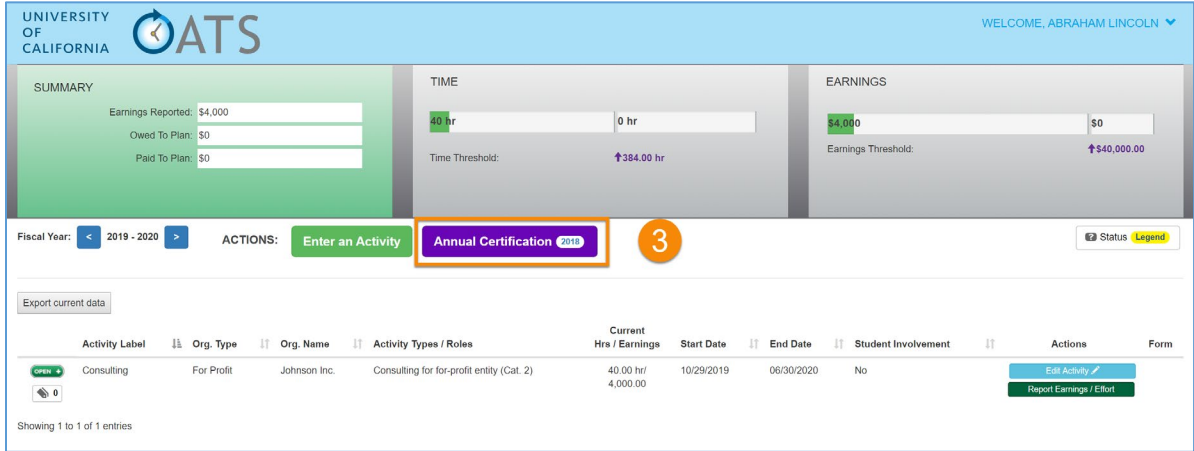 UNIVERSITY
OF
CALIFORNIA
OATS
WELCOME, ABRAHAM LINCOLN
SUMMARY
Earnings Reported: $4,000
Owed To Plan: $0
Paid To Plan: $0
TIME
40 hr 0 hr
Time Threshold: 384.00 hr
EARNINGS
$4,000 $0
Earnings Threshold: $40,000.00
Fiscal Year: < 2019 - 2020 > ACTIONS: Enter an Activity Annual Certification 2018 3 ? Status Legend
Export current data
Activity Label Org. Type Org. Name Activity Types / Roles Current Hrs / Earnings Start Date End Date Student Involvement Actions Form
OPEN + Consulting For Profit Johnson Inc. Consulting for for-profit entity (Cat. 2) 40.00 hr/ 10/29/2019 06/30/2020 No Edit Activity
0 4,000.00 Report Earnings / Effort
Showing 1 to 1 of 1 entries